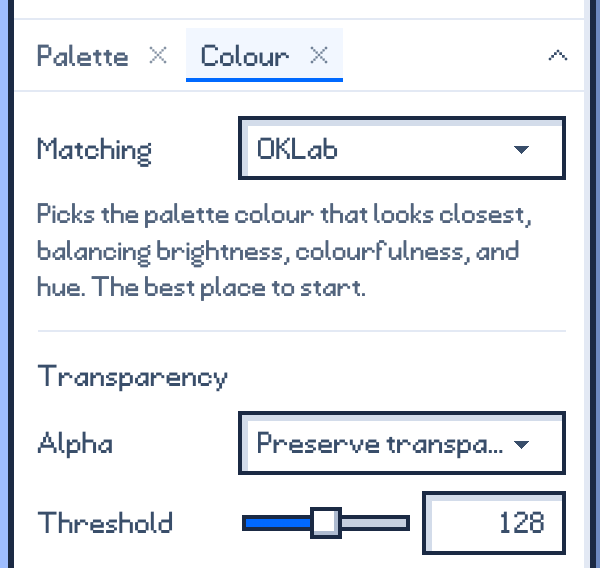 Palette Colour
Matching OKLab
Picks the palette colour that looks closest,
balancing brightness, colourfulness, and
hue. The best place to start.
Transparency
Alpha Preserve transpa...
Threshold 128